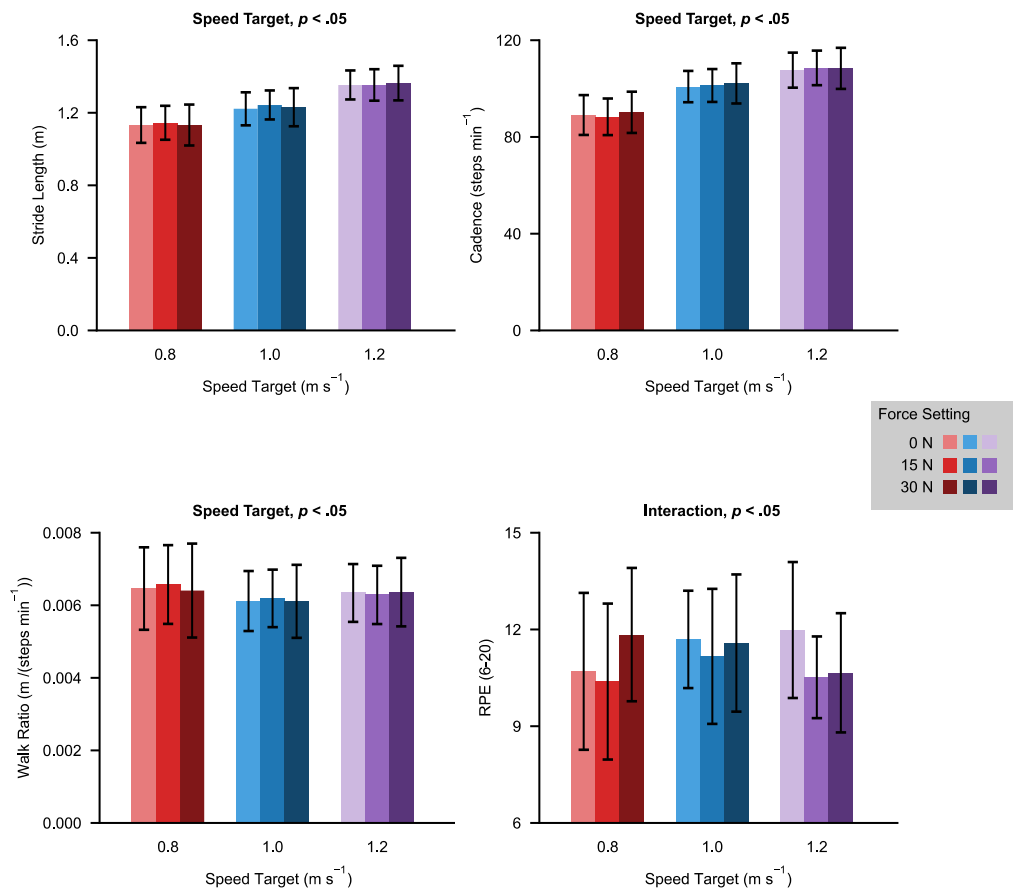 Speed Target, p < .05
1.6
1.2
0.8
0.4
0.0
Stride Length (m)
0.8 1.0 1.2
Speed Target (m s⁻¹)
Speed Target, p < .05
120
80
40
0
Cadence (steps min⁻¹)
0.8 1.0 1.2
Speed Target (m s⁻¹)
Force Setting
0 N
15 N
30 N
Speed Target, p < .05
0.008
0.006
0.004
0.002
0.000
Walk Ratio (m /(steps min⁻¹))
0.8 1.0 1.2
Speed Target (m s⁻¹)
Interaction, p < .05
15
12
9
6
RPE (6-20)
0.8 1.0 1.2
Speed Target (m s⁻¹)